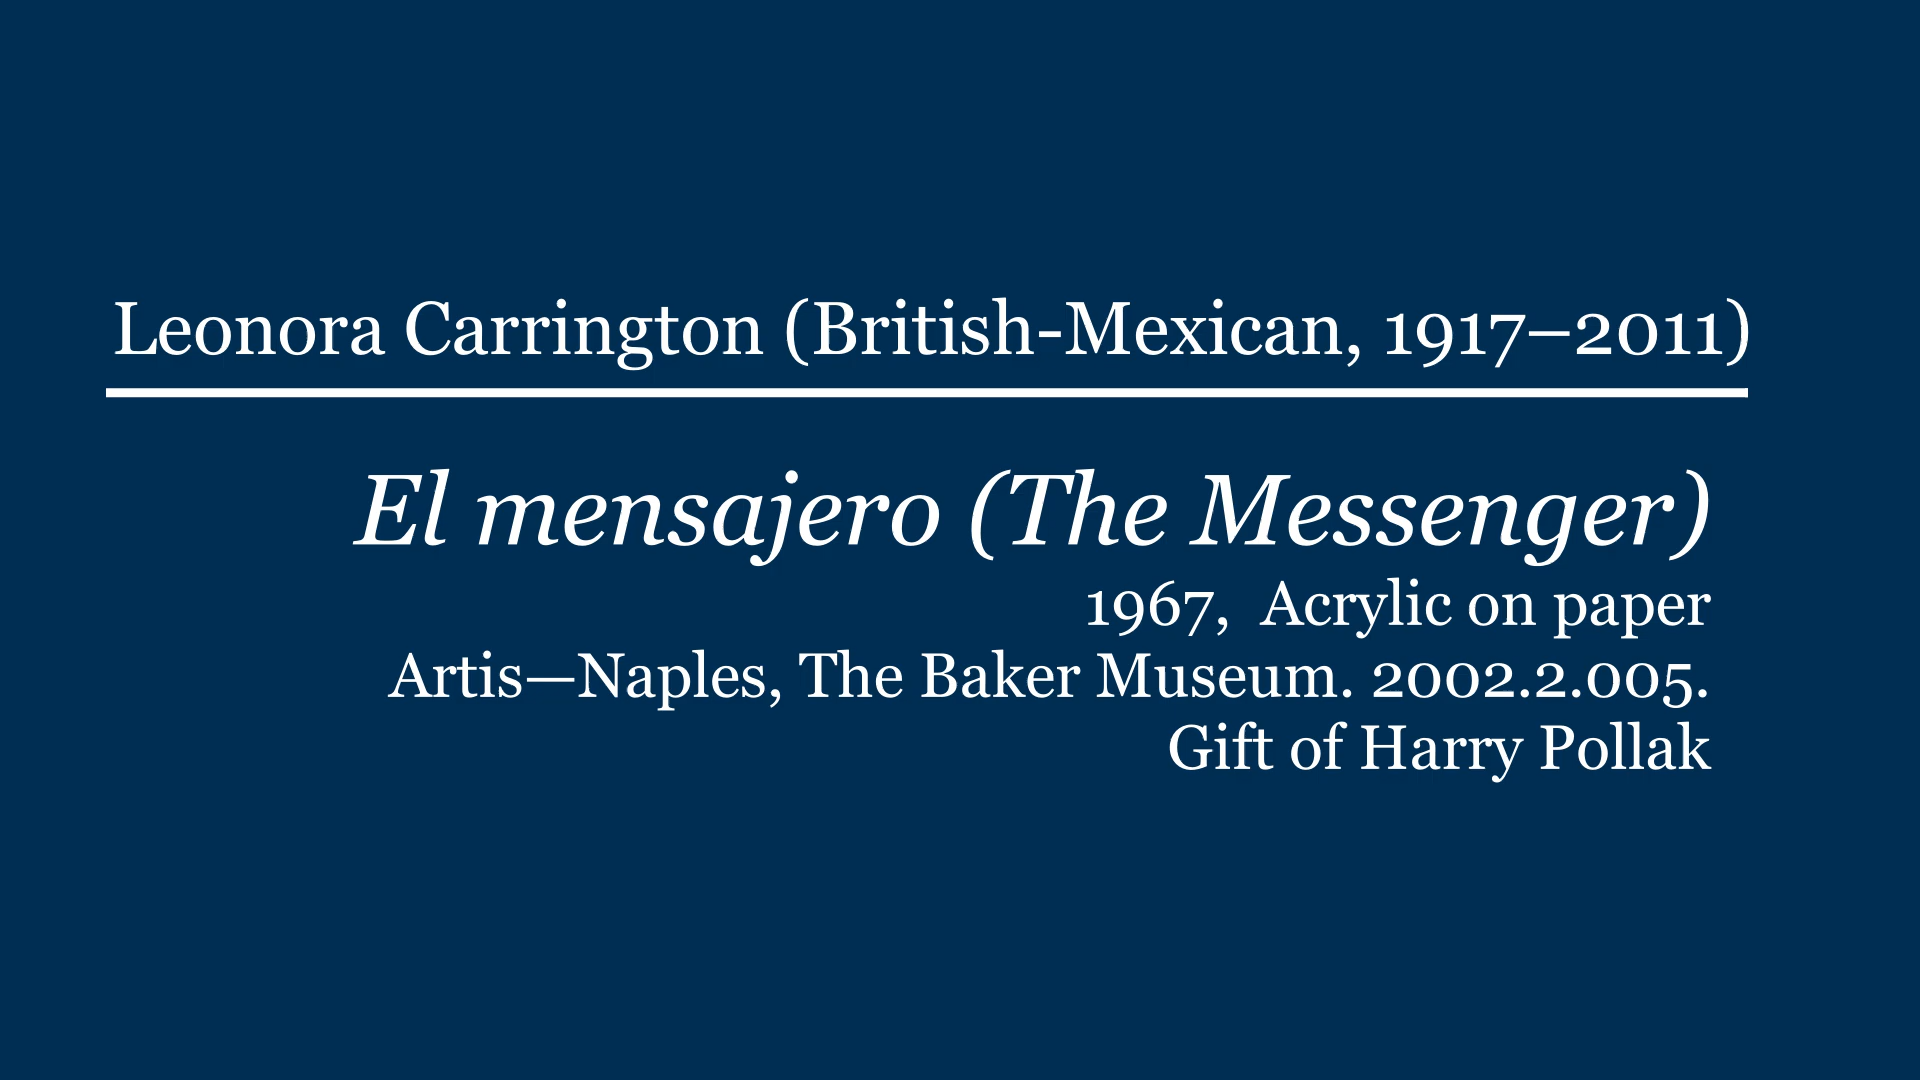 Leonora Carrington (British-Mexican, 1917–2011)
El mensajero (The Messenger)
1967,  Acrylic on paper
Artis—Naples, The Baker Museum. 2002.2.005.
Gift of Harry Pollak